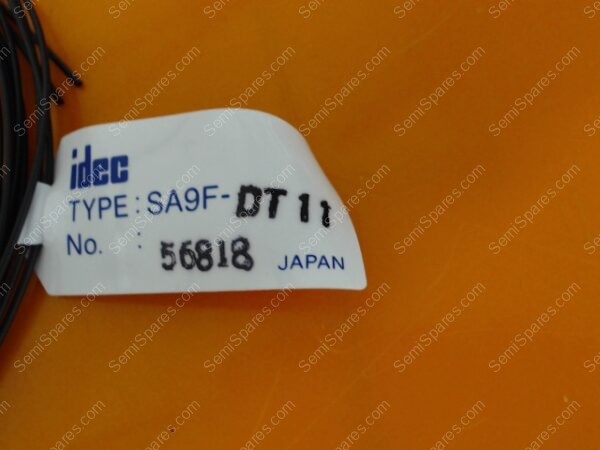 idec
TYPE : SA9F-DT11
No. : 56818 JAPAN
SemiSpares.com